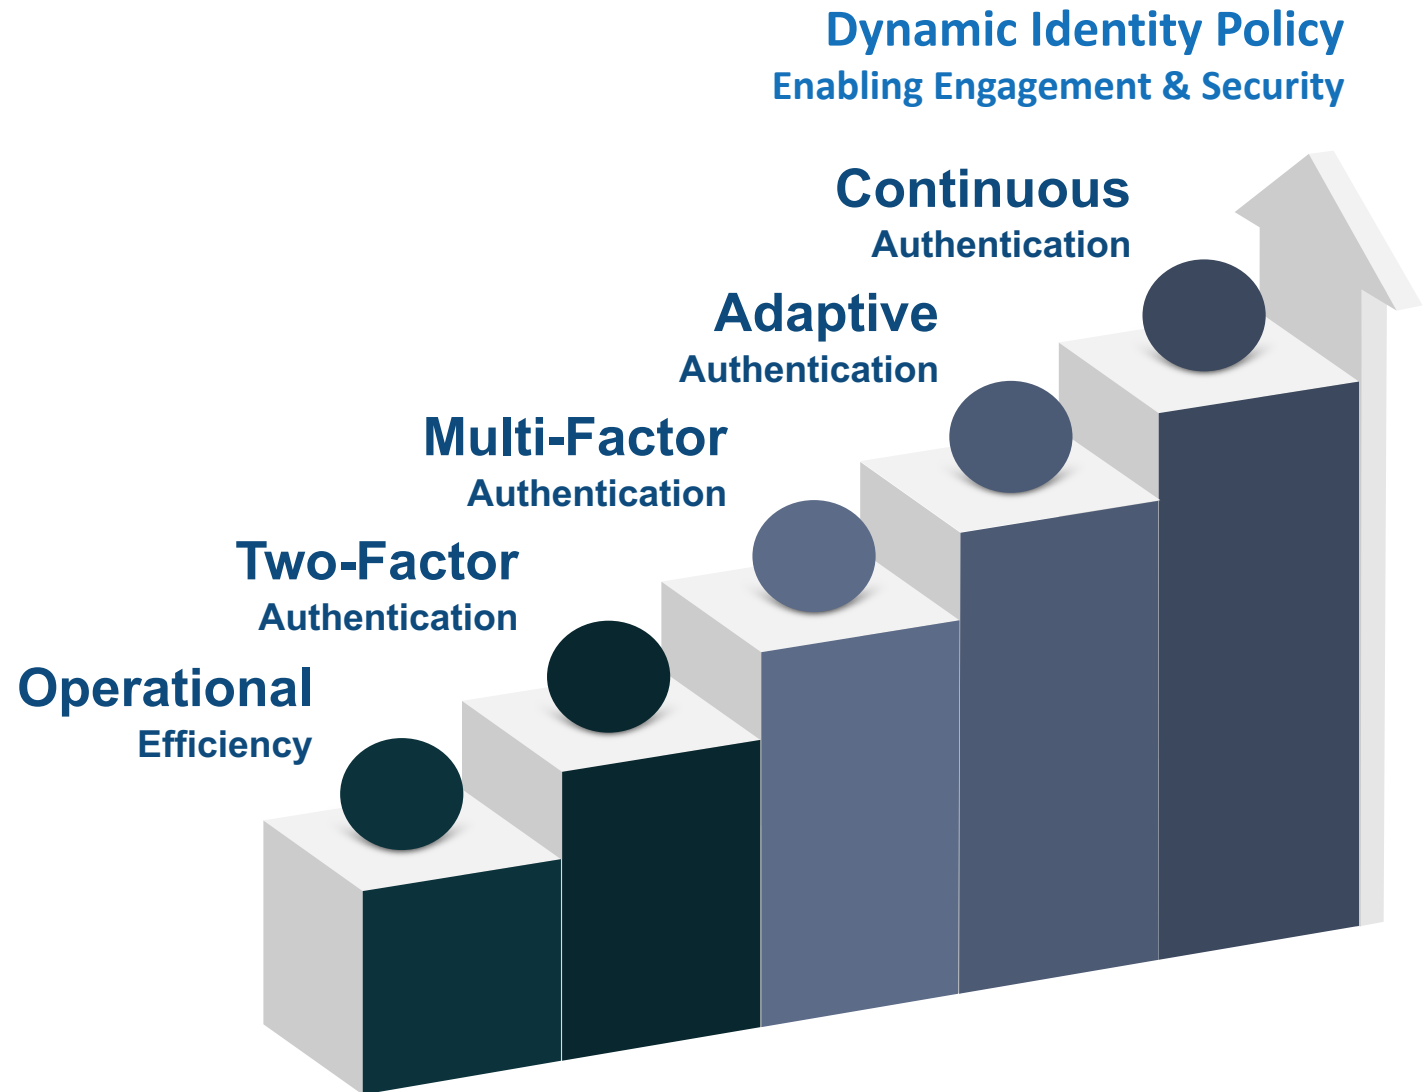 Dynamic Identity Policy
Enabling Engagement & Security
Continuous
Authentication
Adaptive
Authentication
Multi-Factor
Authentication
Two-Factor
Authentication
Operational
Efficiency